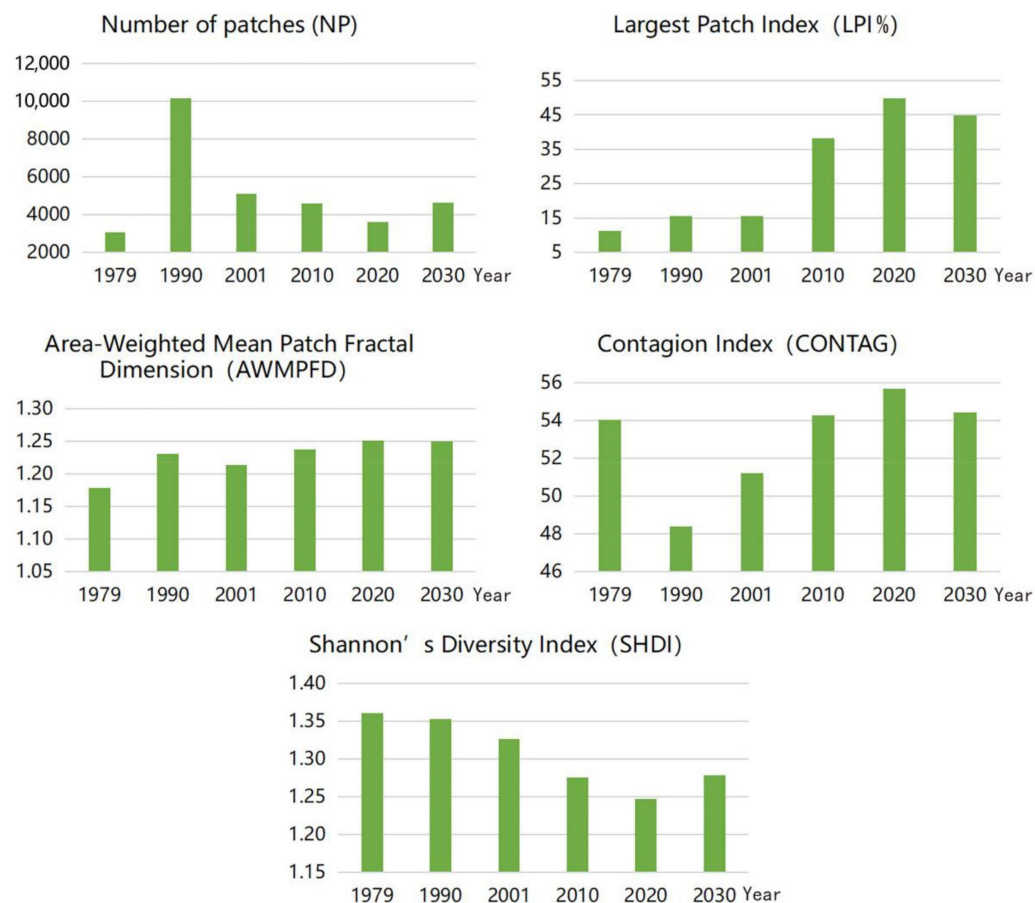 Number of patches (NP)
12,000
10,000
8000
6000
4000
2000
1979 1990 2001 2010 2020 2030 Year
Largest Patch Index (LPI%)
55
45
35
25
15
5
1979 1990 2001 2010 2020 2030 Year
Area-Weighted Mean Patch Fractal
Dimension (AWMPFD)
1.30
1.25
1.20
1.15
1.10
1.05
1979 1990 2001 2010 2020 2030 Year
Contagion Index (CONTAG)
56
54
52
50
48
46
1979 1990 2001 2010 2020 2030 Year
Shannon’ s Diversity Index (SHDI)
1.40
1.35
1.30
1.25
1.20
1.15
1979 1990 2001 2010 2020 2030 Year